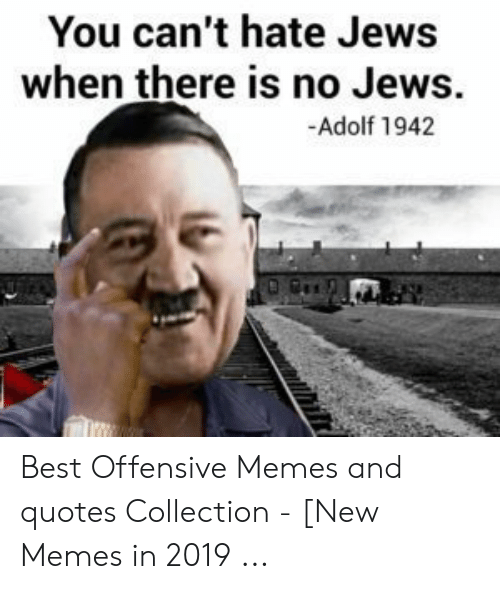 You can't hate Jews
when there is no Jews.
-Adolf 1942
Best Offensive Memes and
quotes Collection - [New
Memes in 2019 ...